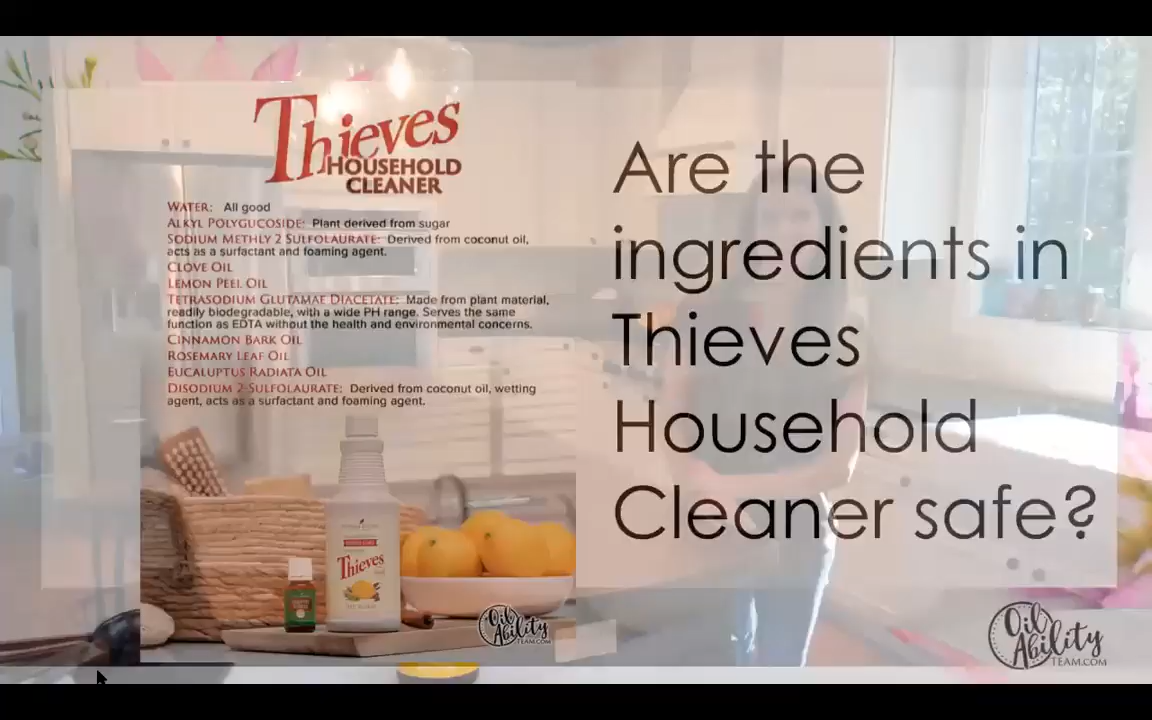 Thieves
HOUSEHOLD
CLEANER
WATER: All good
ALKYL POLYGUCOSIDE: Plant derived from sugar
SODIUM METHLY 2 SULFOLAURATE: Derived from coconut oil,
acts as a surfactant and foaming agent.
CLOVE OIL
LEMON PEEL OIL
TETRASODIUM GLUTAMAE DIACETATE: Made from plant material,
readily biodegradable, with a wide PH range. Serves the same
function as EDTA without the health and environmental concerns.
CINNAMON BARK OIL
ROSEMARY LEAF OIL
EUCALUPTUS RADIATA OIL
DISODIUM 2 SULFOLAURATE: Derived from coconut oil, wetting
agent, acts as a surfactant and foaming agent.
Thieves
Oil
Ability
TEAM.COM
Are the
ingredients in
Thieves
Household
Cleaner safe?
Oil
Ability
TEAM.COM